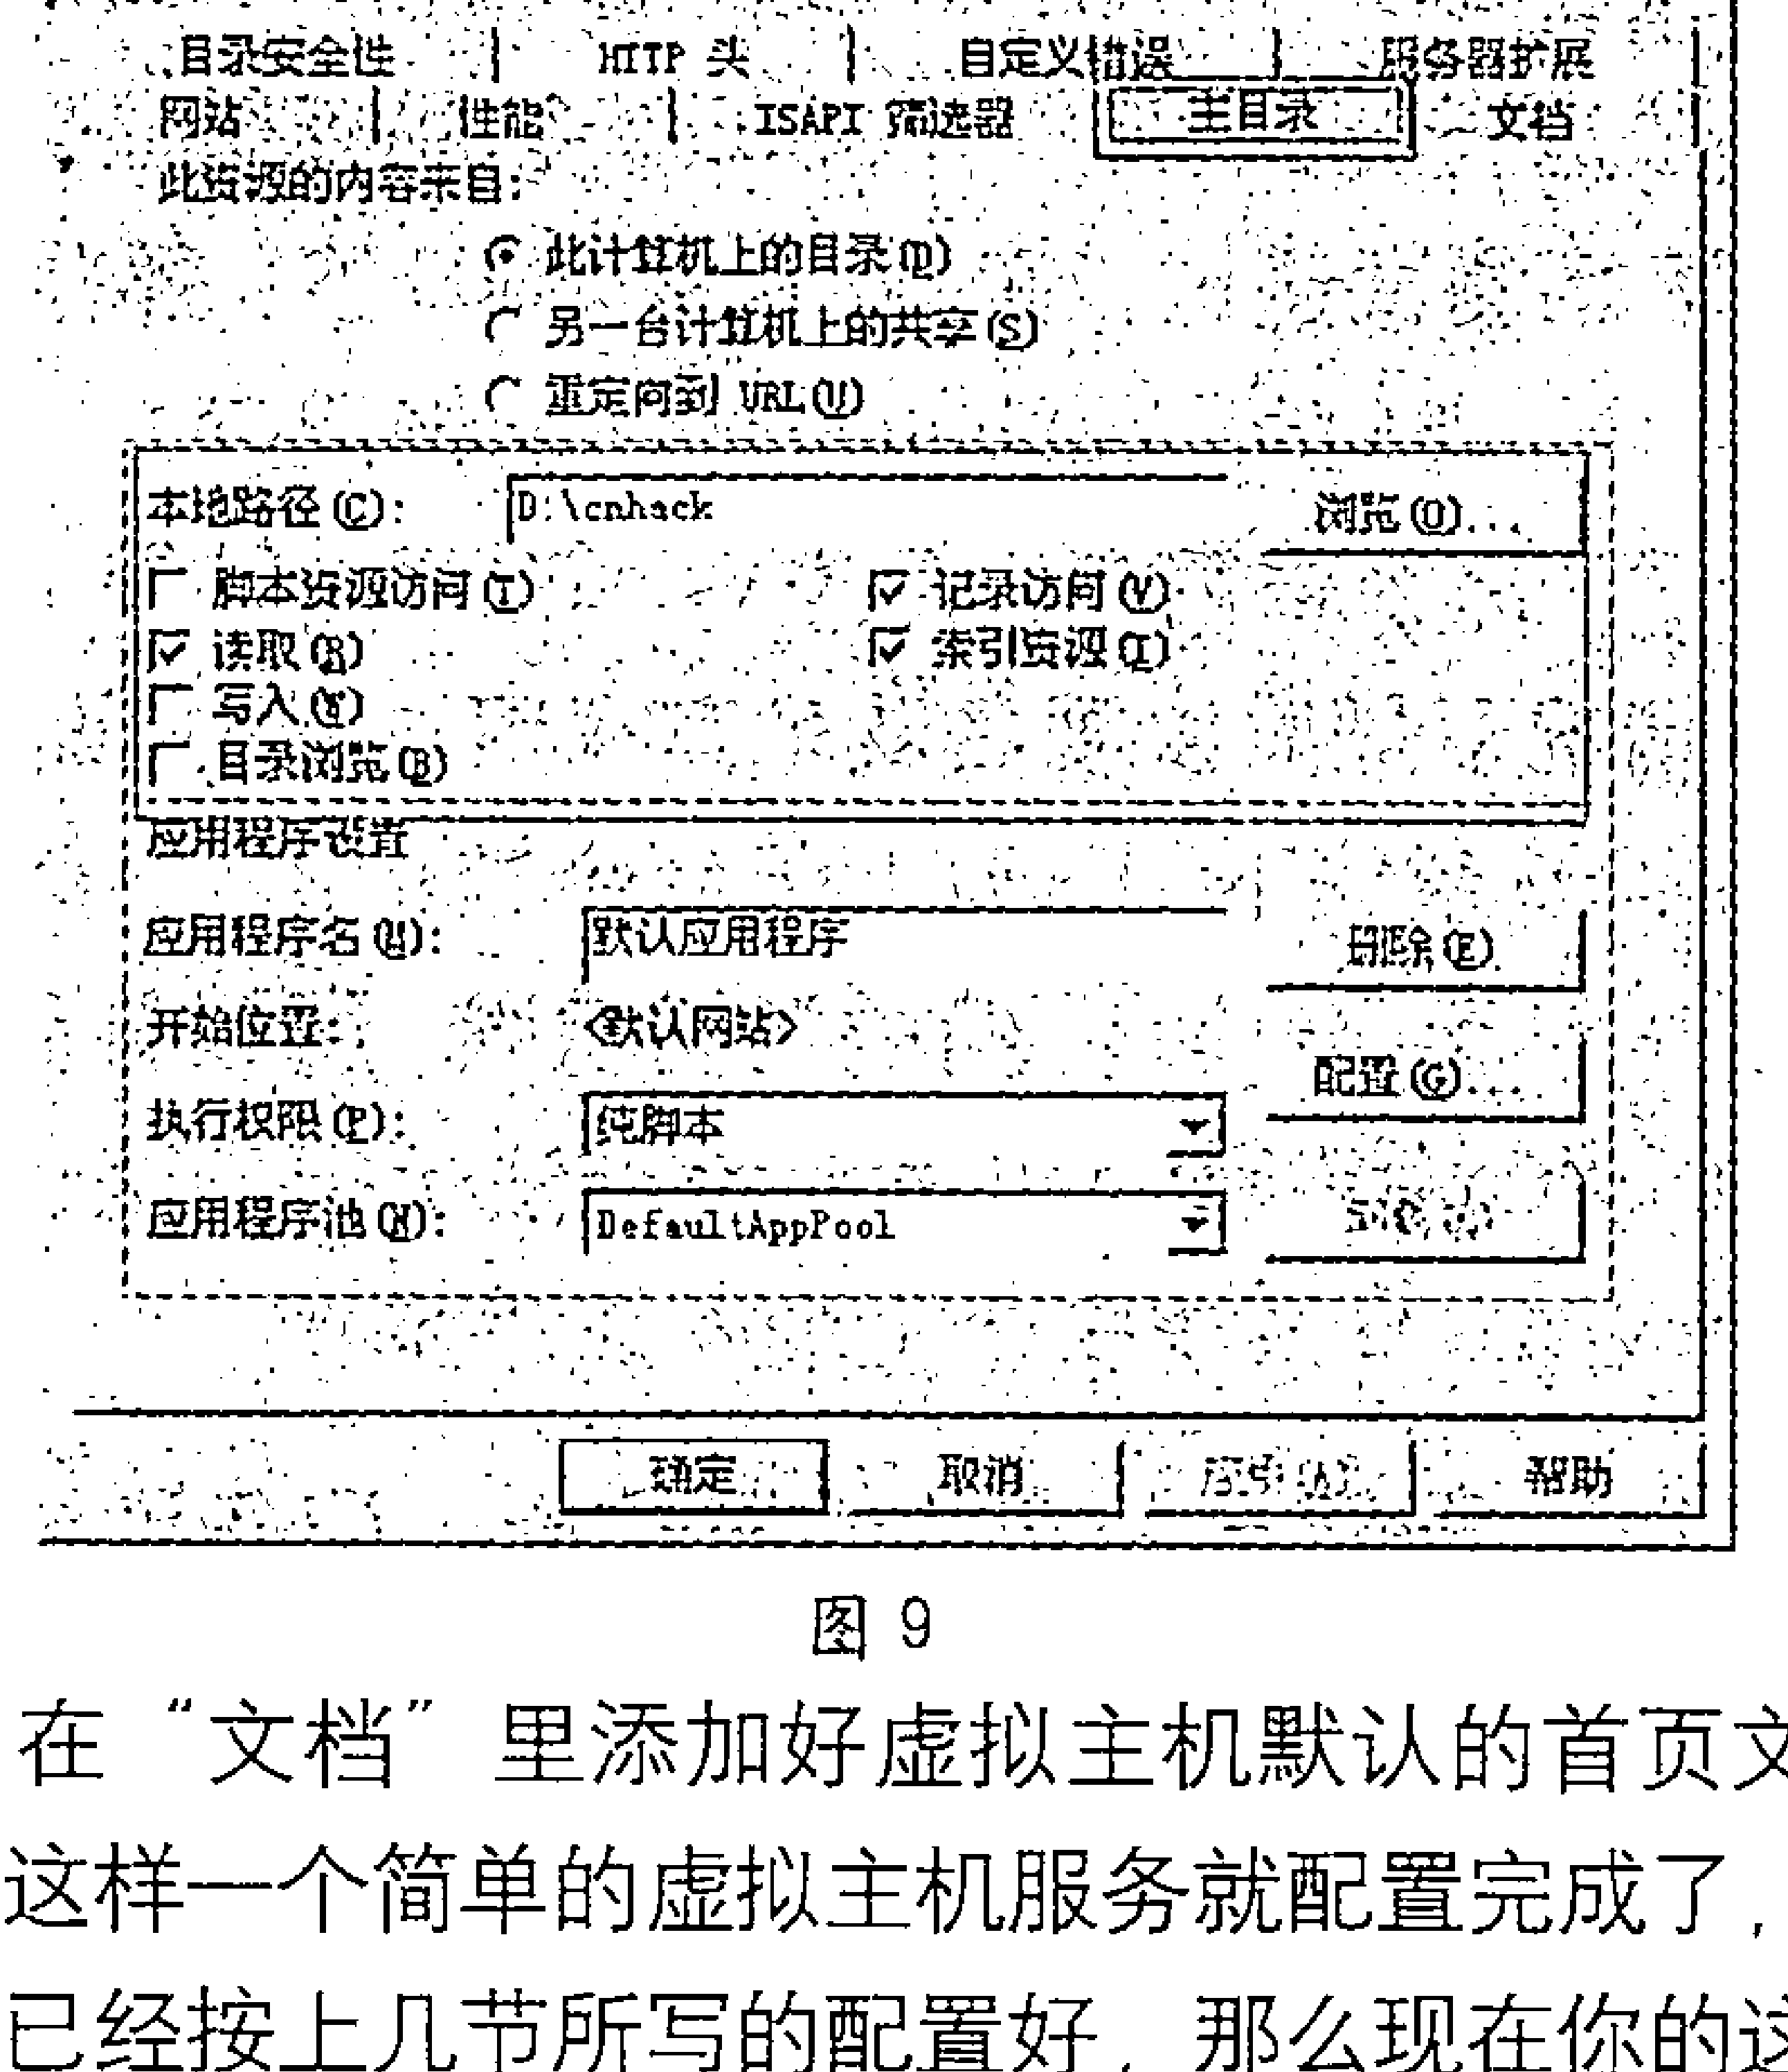 目录安全性 HTTP 头 自定义错误 服务器扩展
网站 性能 ISAPI 筛选器 主目录 文档
此资源的内容来自:
此计算机上的目录(D)
另一台计算机上的共享(S)
重定向到 URL(U)
本地路径(C): D:\cnhack 浏览(O)...
脚本资源访问(T) 记录访问(V)
读取(R) 索引资源(I)
写入(W)
目录浏览(B)
应用程序设置
应用程序名(M): 默认应用程序 删除(E)
开始位置: <默认网站>
配置(G)...
执行权限(P): 纯脚本
应用程序池(N): DefaultAppPool
确定 取消 帮助
图 9
在“文档”里添加好虚拟主机默认的首页文
这样一个简单的虚拟主机服务就配置完成了,
已经按上几节所写的配置好，那么现在你的这